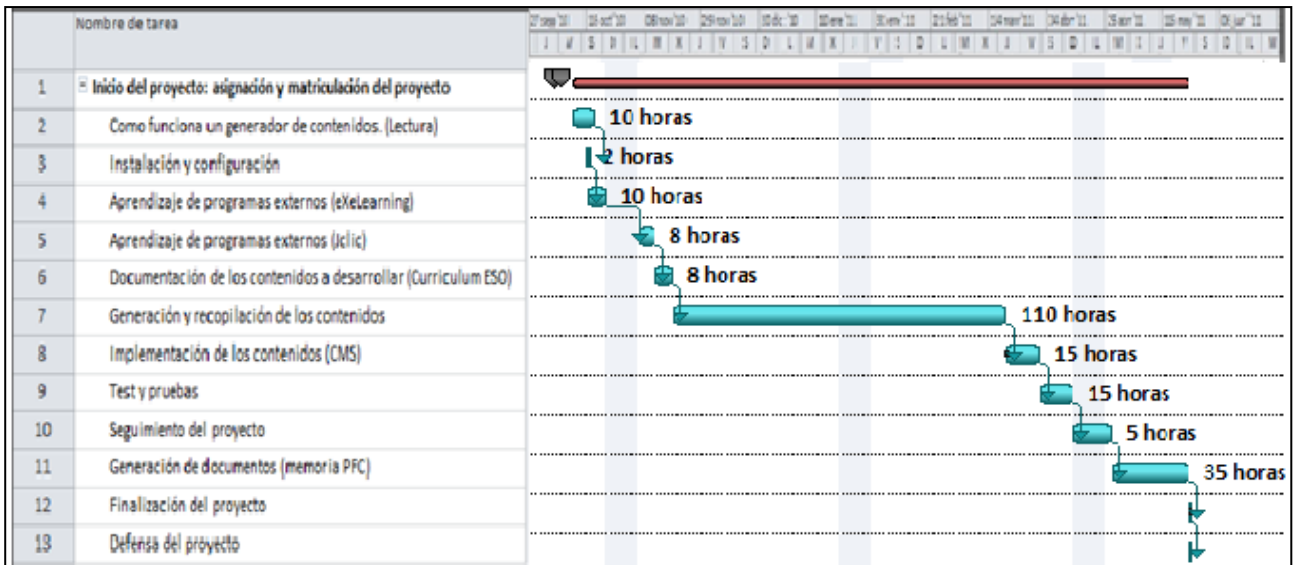 Nombre de tarea
1 Inicio del proyecto: asignación y matriculación del proyecto
2 Como funciona un generador de contenidos. (Lectura) 10 horas
3 Instalación y configuración 2 horas
4 Aprendizaje de programas externos (eXeLearning) 10 horas
5 Aprendizaje de programas externos (Jclic) 8 horas
6 Documentación de los contenidos a desarrollar (Curriculum ESO) 8 horas
7 Generación y recopilación de los contenidos 110 horas
8 Implementación de los contenidos (CMS) 15 horas
9 Test y pruebas 15 horas
10 Seguimiento del proyecto 5 horas
11 Generación de documentos (memoria PFC) 35 horas
12 Finalización del proyecto
13 Defensa del proyecto